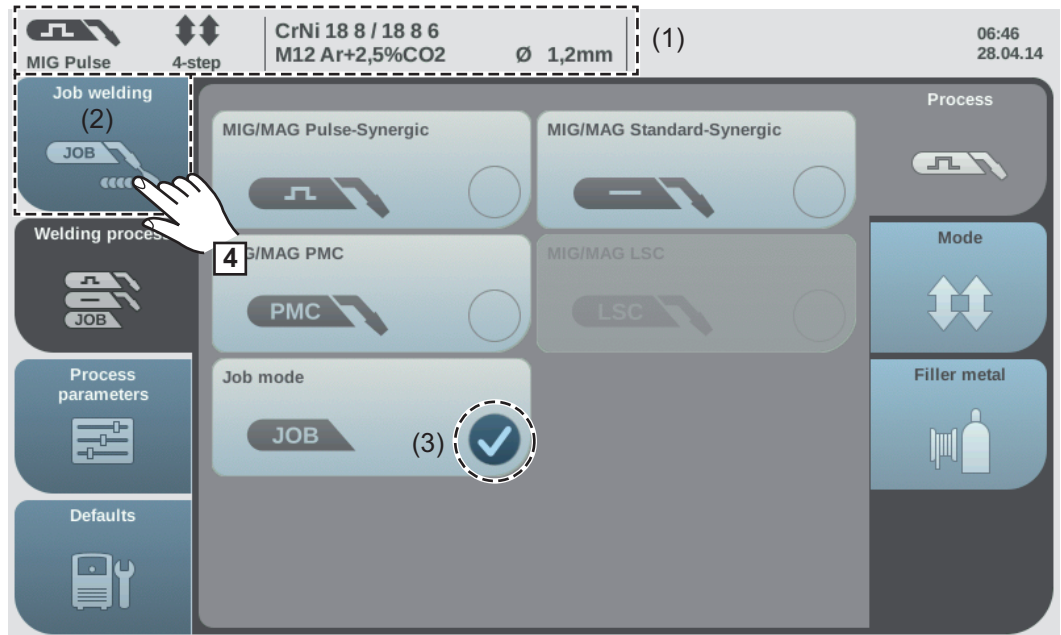 CrNi 18 8 / 18 8 6
M12 Ar+2,5%CO2 Ø 1,2mm
MIG Pulse
4-step
(1)
06:46
28.04.14
Job welding
(2)
JOB
4
Welding
JOB
Process
parameters
Defaults
MIG/MAG Pulse-Synergic
MIG/MAG Standard-Synergic
G/MAG PMC
PMC
MIG/MAG LSC
LSC
Job mode
JOB
(3)
Process
Mode
Filler metal